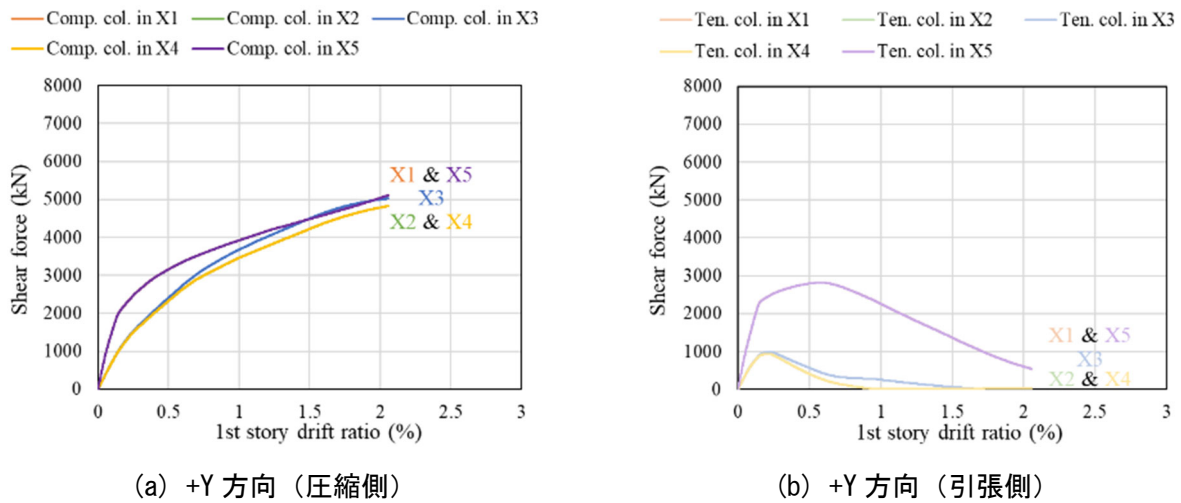 Comp. col. in X1 Comp. col. in X2 Comp. col. in X3
Comp. col. in X4 Comp. col. in X5
8000
7000
6000
5000
4000
3000
2000
1000
0
Shear force (kN)
X1 & X5
X3
X2 & X4
0 0.5 1 1.5 2 2.5 3
1st story drift ratio (%)
(a) +Y 方向（圧縮側）
Ten. col. in X1 Ten. col. in X2 Ten. col. in X3
Ten. col. in X4 Ten. col. in X5
8000
7000
6000
5000
4000
3000
2000
1000
0
Shear force (kN)
X1 & X5
X3
X2 & X4
0 0.5 1 1.5 2 2.5 3
1st story drift ratio (%)
(b) +Y 方向（引張側）